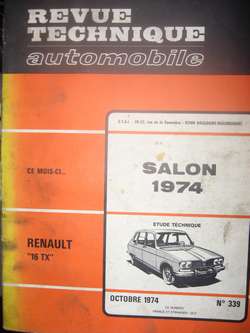 REVUE
TECHNIQUE
automobile
CE MOIS-CI...
RENAULT
"16 TX"
SALON
1974
ETUDE TECHNIQUE
OCTOBRE 1974
N° 339